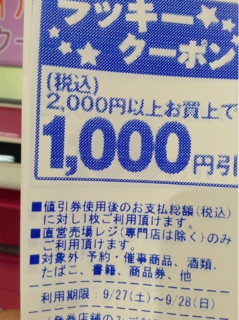 ラッキー
クーポン
(税込)
2,000円以上お買上で
1,000円引
■値引券使用後のお支払総額(税込)
に対し1枚ご利用頂けます。
■直営売場レジ(専門店は除く)のみ
ご利用頂けます。
■対象外:予約・催事商品、酒類、
たばこ、書籍、商品券、他
利用期限:9/27(土)~9/28(日)